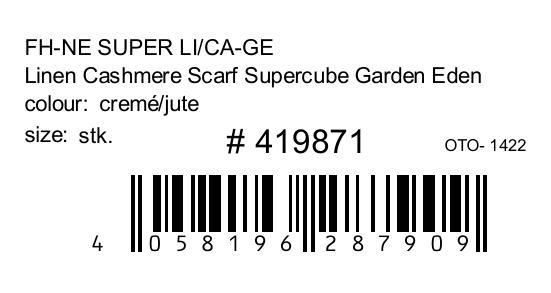 FH-NE SUPER LI/CA-GE
Linen Cashmere Scarf Supercube Garden Eden
colour: cremé/jute
size: stk.
# 419871
OTO- 1422
4 058196 287909